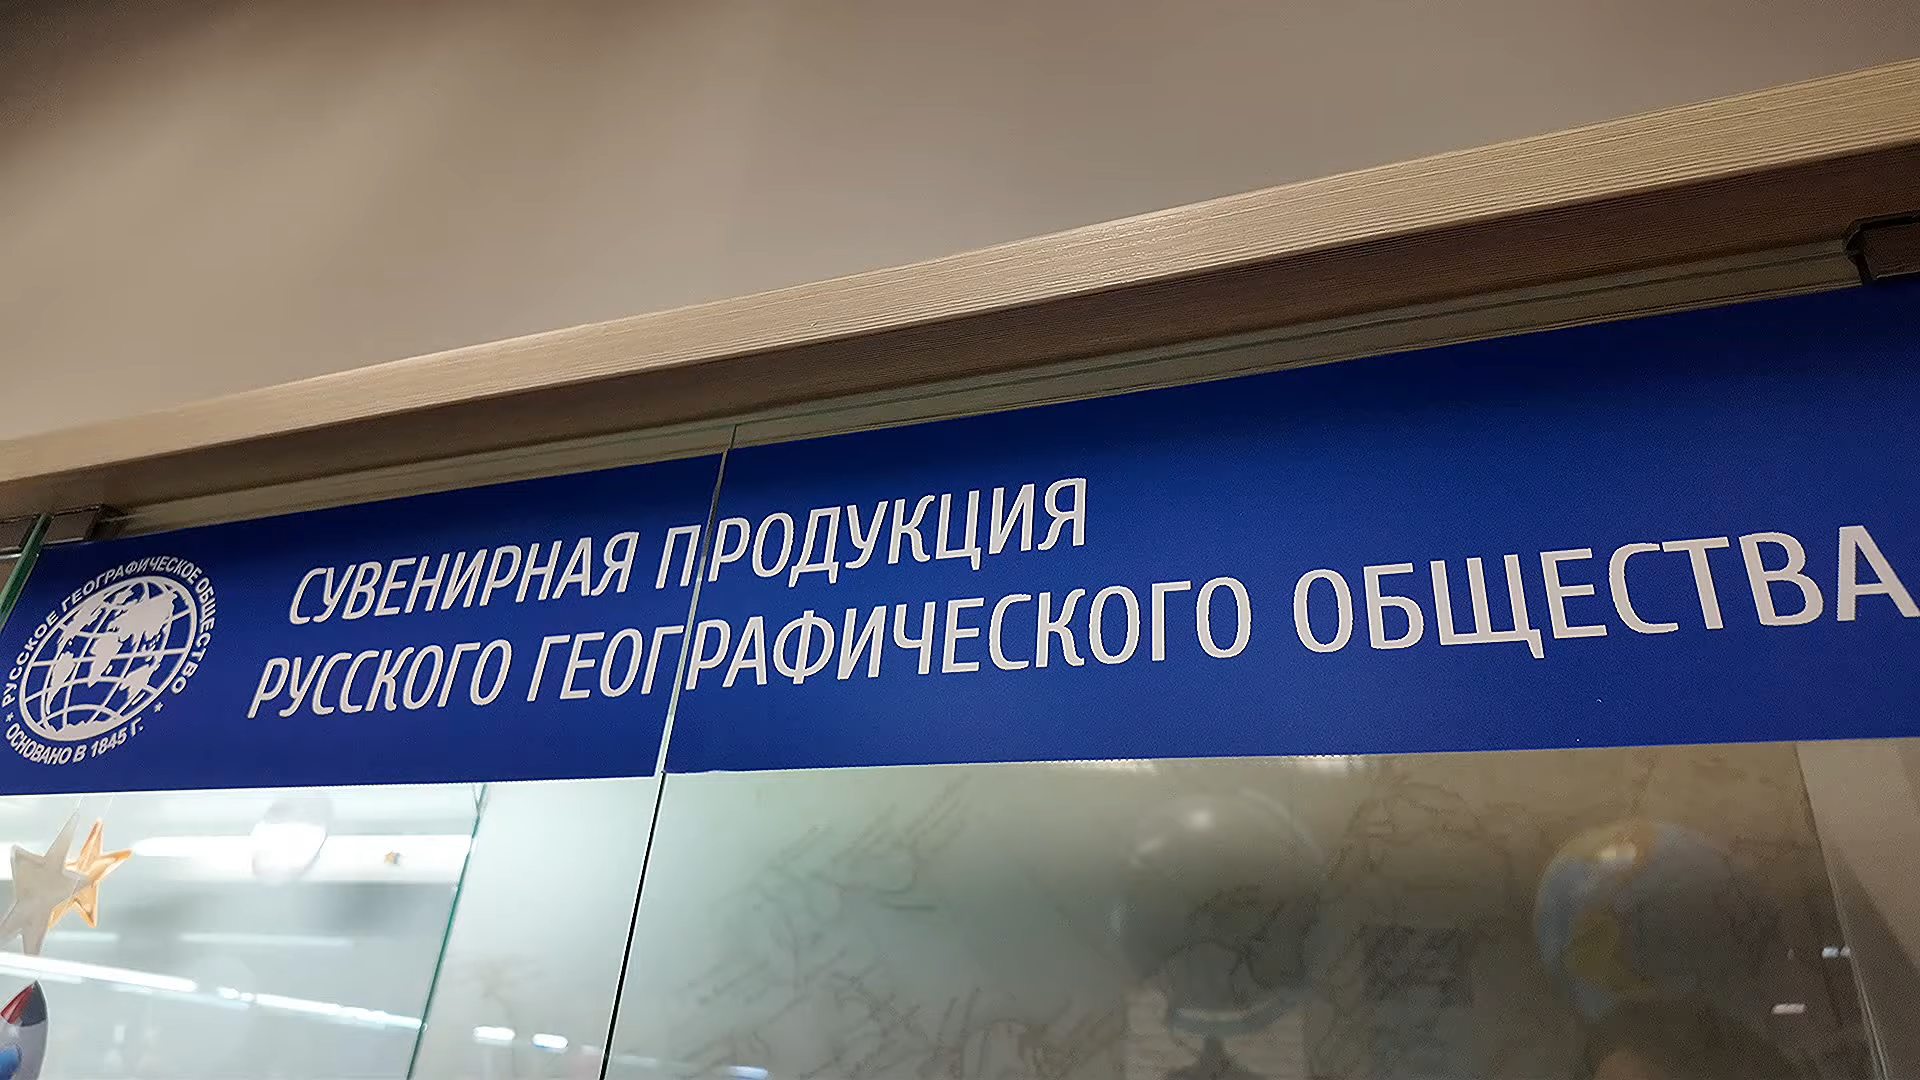 РУССКОЕ ГЕОГРАФИЧЕСКОЕ ОБЩЕСТВО
* ОСНОВАНО В 1845 Г. *
СУВЕНИРНАЯ ПРОДУКЦИЯ
РУССКОГО ГЕОГРАФИЧЕСКОГО ОБЩЕСТВА